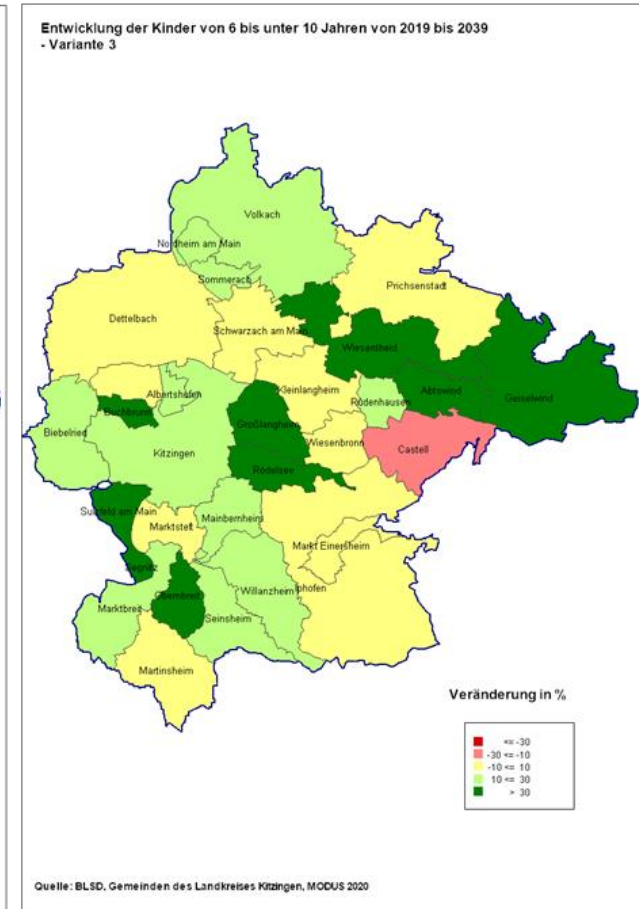 Entwicklung der Kinder von 6 bis unter 10 Jahren von 2019 bis 2039
- Variante 3
Volkach
Nordheim am Main
Sommerach
Prichsenstadt
Dettelbach
Schwarzach am Main
Wiesentheid
Kleinlangheim
Abtswind
Geiselwind
Albertshofen
Rüdenhausen
Buchbrunn
Großlangheim
Biebelried
Wiesenbronn
Castell
Kitzingen
Rödelsee
Sulzfeld am Main
Mainbernheim
Marktsteft
Markt Einersheim
Segnitz
Willanzheim
Iphofen
Obernbreit
Marktbreit
Seinsheim
Martinsheim
Veränderung in %
<= -30
-30 <= -10
-10 <= 10
10 <= 30
> 30
Quelle: BLSD, Gemeinden des Landkreises Kitzingen, MODUS 2020